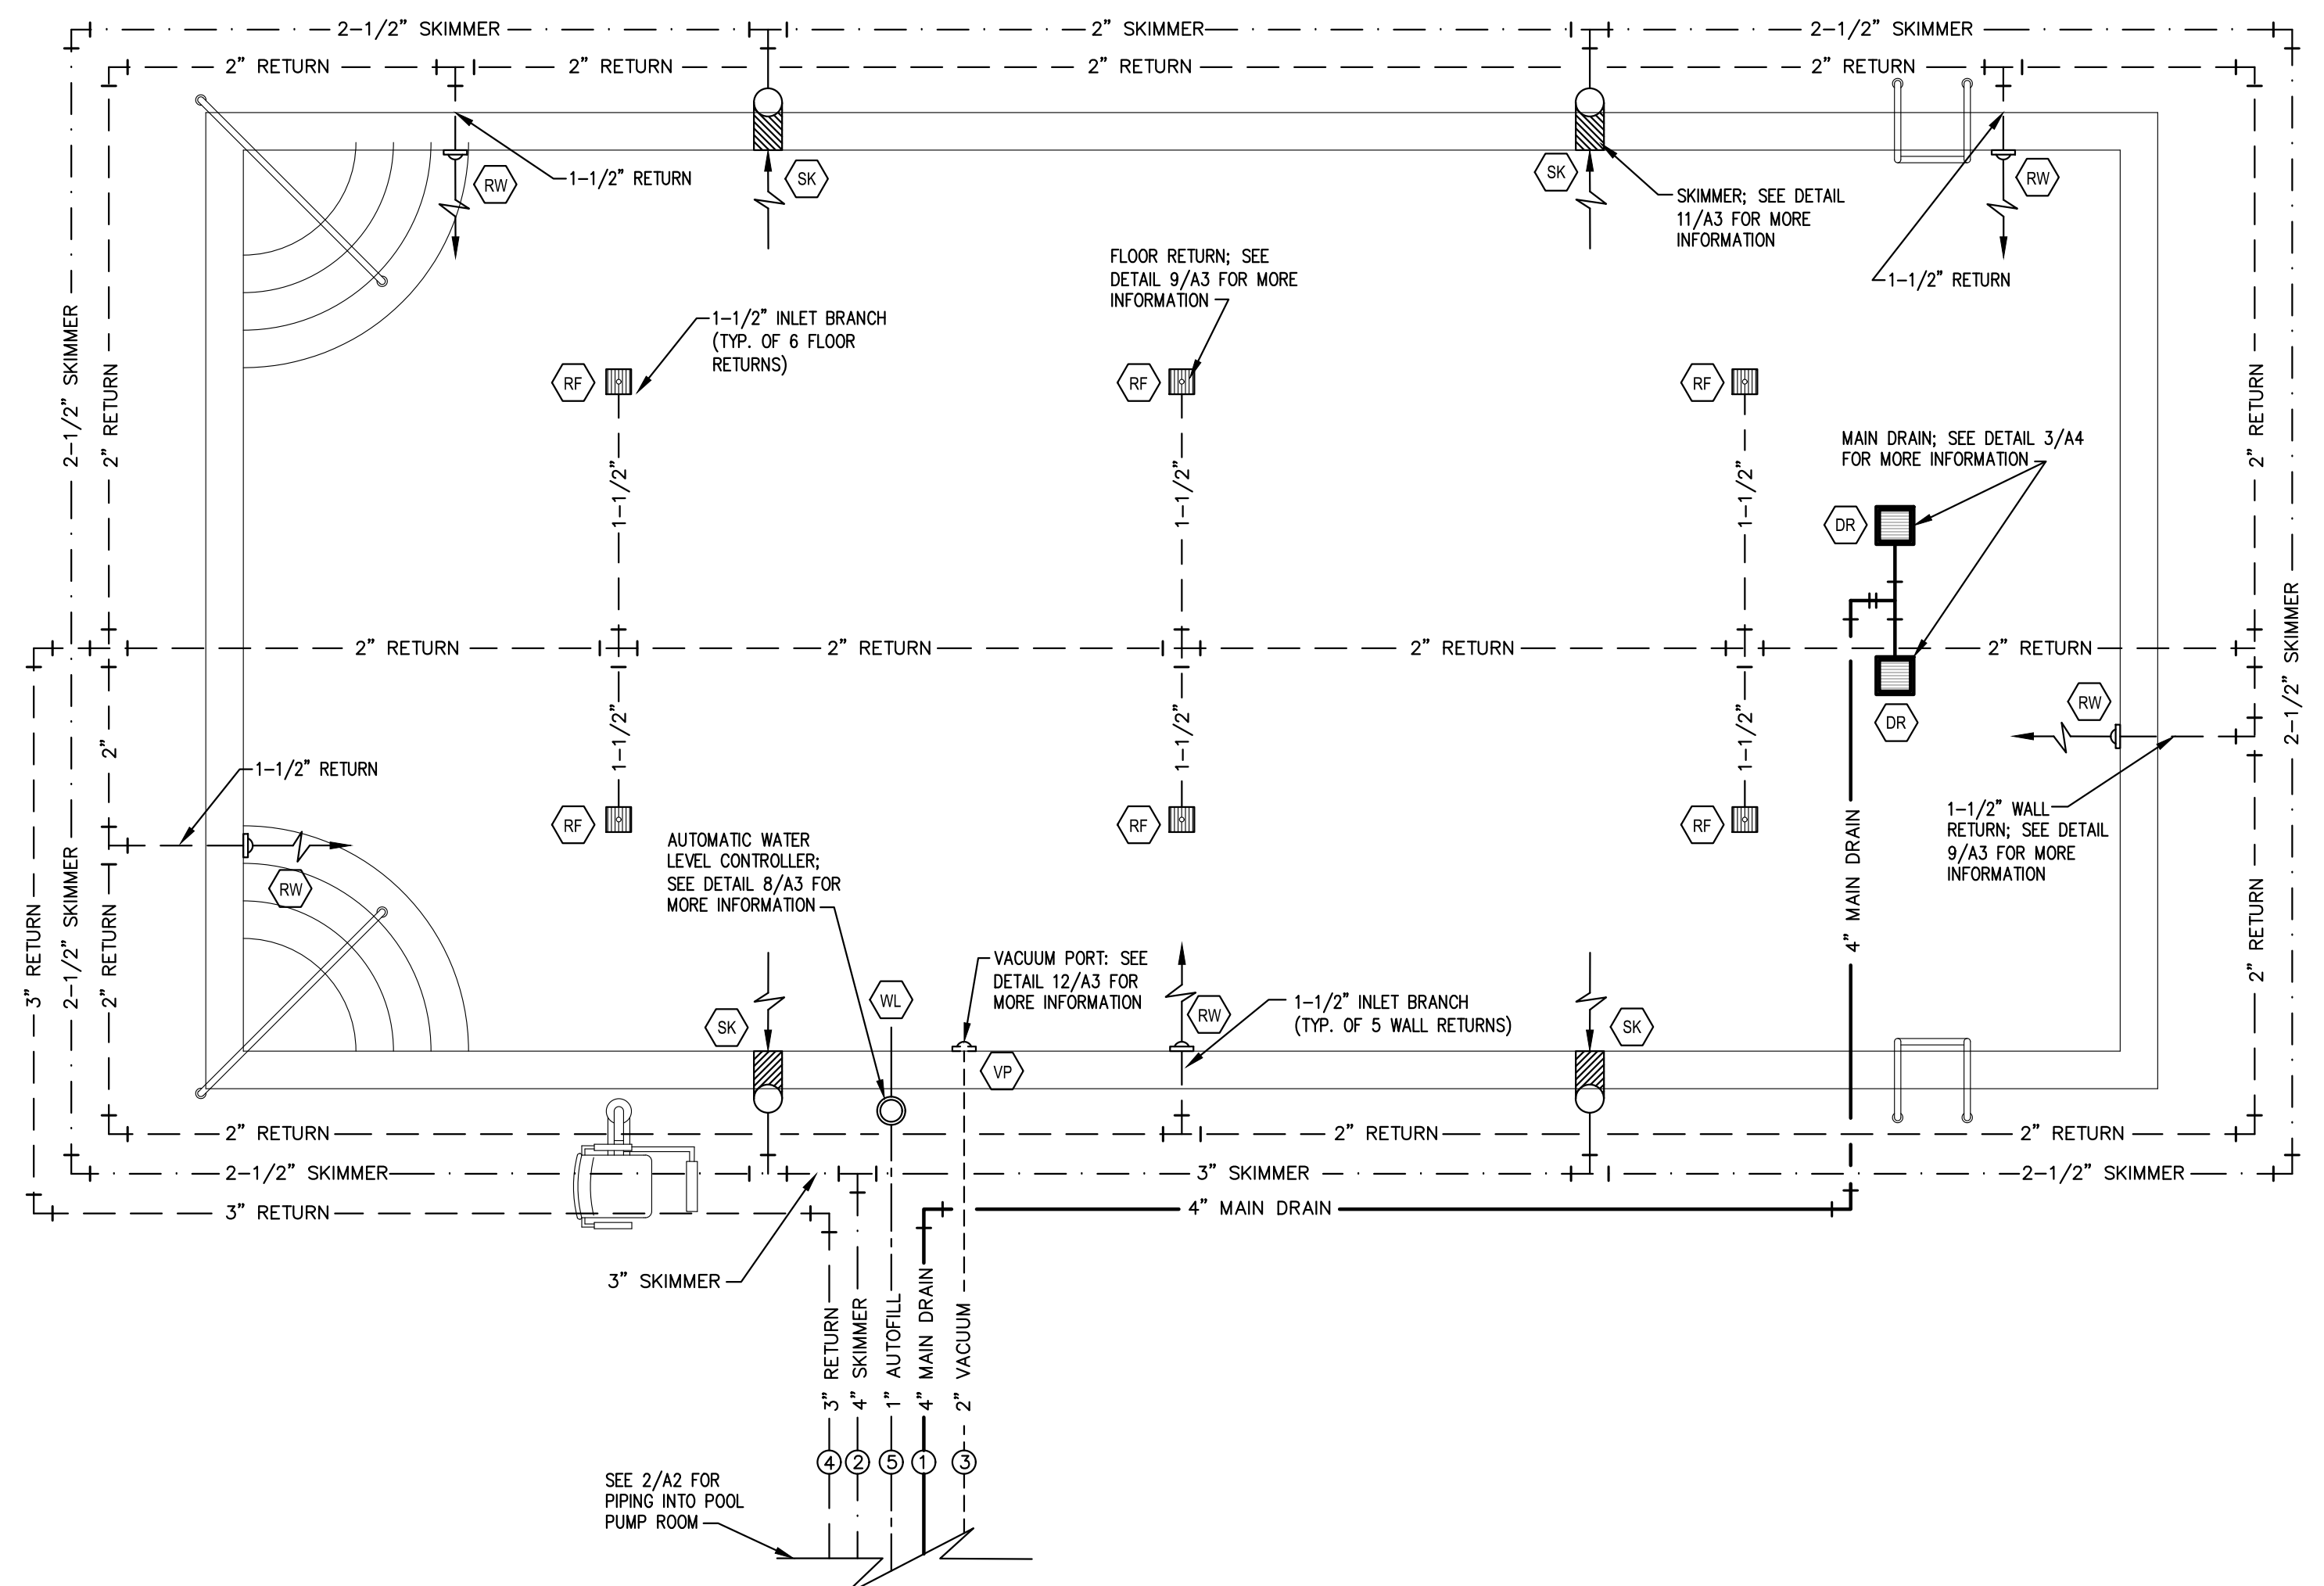 2-1/2" SKIMMER
2" SKIMMER
2-1/2" SKIMMER
2" RETURN
2" RETURN
2" RETURN
2" RETURN
RW
1-1/2" RETURN
SK
SK
SKIMMER; SEE DETAIL
11/A3 FOR MORE
INFORMATION
RW
1-1/2" RETURN
FLOOR RETURN; SEE
DETAIL 9/A3 FOR MORE
INFORMATION
1-1/2" INLET BRANCH
(TYP. OF 6 FLOOR
RETURNS)
2-1/2" SKIMMER
2" RETURN
RF
RF
RF
2" RETURN
MAIN DRAIN; SEE DETAIL 3/A4
FOR MORE INFORMATION
1-1/2"
1-1/2"
1-1/2"
DR
2-1/2" SKIMMER
2" RETURN
2" RETURN
2" RETURN
2" RETURN
2"
1-1/2"
1-1/2"
1-1/2"
DR
RW
1-1/2" RETURN
RF
RF
RF
1-1/2" WALL
RETURN; SEE DETAIL
9/A3 FOR MORE
INFORMATION
AUTOMATIC WATER
LEVEL CONTROLLER;
SEE DETAIL 8/A3 FOR
MORE INFORMATION
4" MAIN DRAIN
RW
3" RETURN
2-1/2" SKIMMER
2" RETURN
2" RETURN
VACUUM PORT: SEE
DETAIL 12/A3 FOR
MORE INFORMATION
WL
RW
1-1/2" INLET BRANCH
(TYP. OF 5 WALL RETURNS)
SK
SK
VP
2" RETURN
2" RETURN
2" RETURN
2-1/2" SKIMMER
3" SKIMMER
2-1/2" SKIMMER
3" RETURN
4" MAIN DRAIN
3" SKIMMER
3" RETURN
4" SKIMMER
1" AUTOFILL
4" MAIN DRAIN
2" VACUUM
4
2
5
1
3
SEE 2/A2 FOR
PIPING INTO POOL
PUMP ROOM